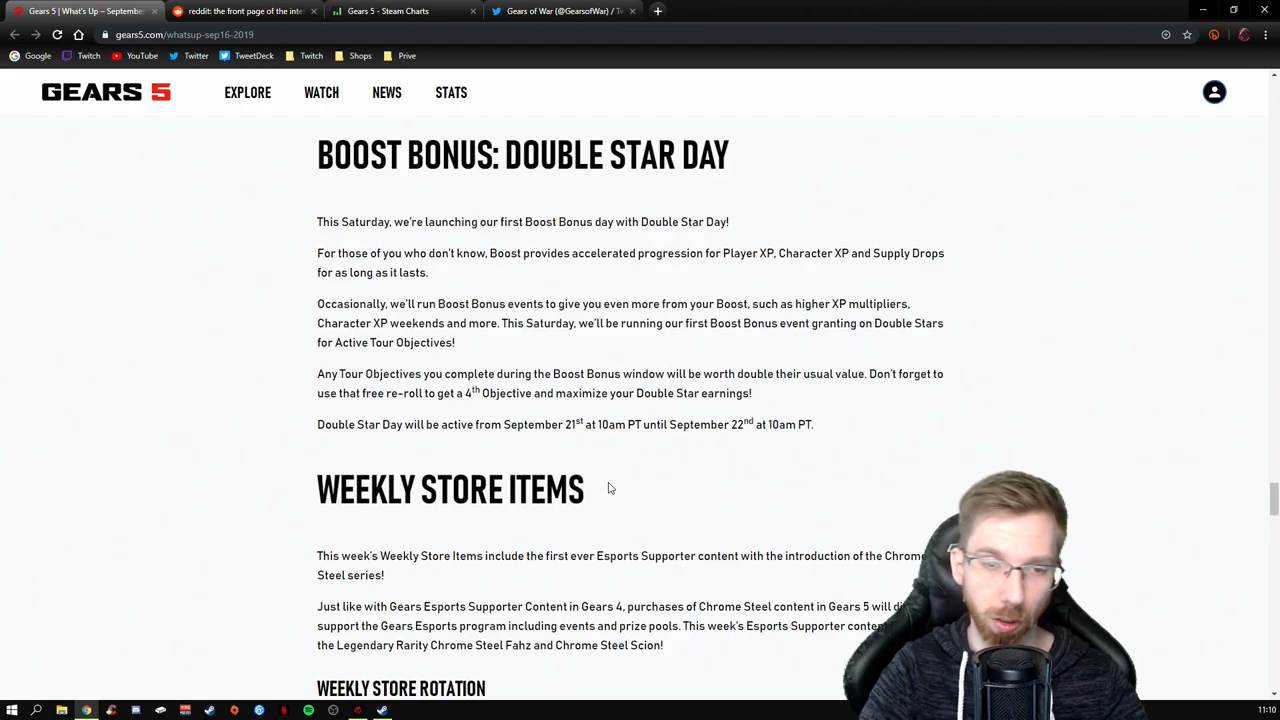 Gears 5 | What's Up – September
reddit: the front page of the inte
Gears 5 - Steam Charts
Gears of War (@GearsofWar) / Tw
gears5.com/whatsup-sep16-2019
Google
Twitch
YouTube
Twitter
TweetDeck
Twitch
Shops
Prive
GEARS 5
EXPLORE
WATCH
NEWS
STATS
BOOST BONUS: DOUBLE STAR DAY
This Saturday, we're launching our first Boost Bonus day with Double Star Day!
For those of you who don't know, Boost provides accelerated progression for Player XP, Character XP and Supply Drops
for as long as it lasts.
Occasionally, we'll run Boost Bonus events to give you even more from your Boost, such as higher XP multipliers,
Character XP weekends and more. This Saturday, we'll be running our first Boost Bonus event granting on Double Stars
for Active Tour Objectives!
Any Tour Objectives you complete during the Boost Bonus window will be worth double their usual value. Don't forget to
use that free re-roll to get a 4th Objective and maximize your Double Star earnings!
Double Star Day will be active from September 21st at 10am PT until September 22nd at 10am PT.
WEEKLY STORE ITEMS
This week's Weekly Store Items include the first ever Esports Supporter content with the introduction of the Chrome
Steel series!
Just like with Gears Esports Supporter Content in Gears 4, purchases of Chrome Steel content in Gears 5 will
support the Gears Esports program including events and prize pools. This week's Esports Supporter
the Legendary Rarity Chrome Steel Fahz and Chrome Steel Scion!
WEEKLY STORE ROTATION
11:10